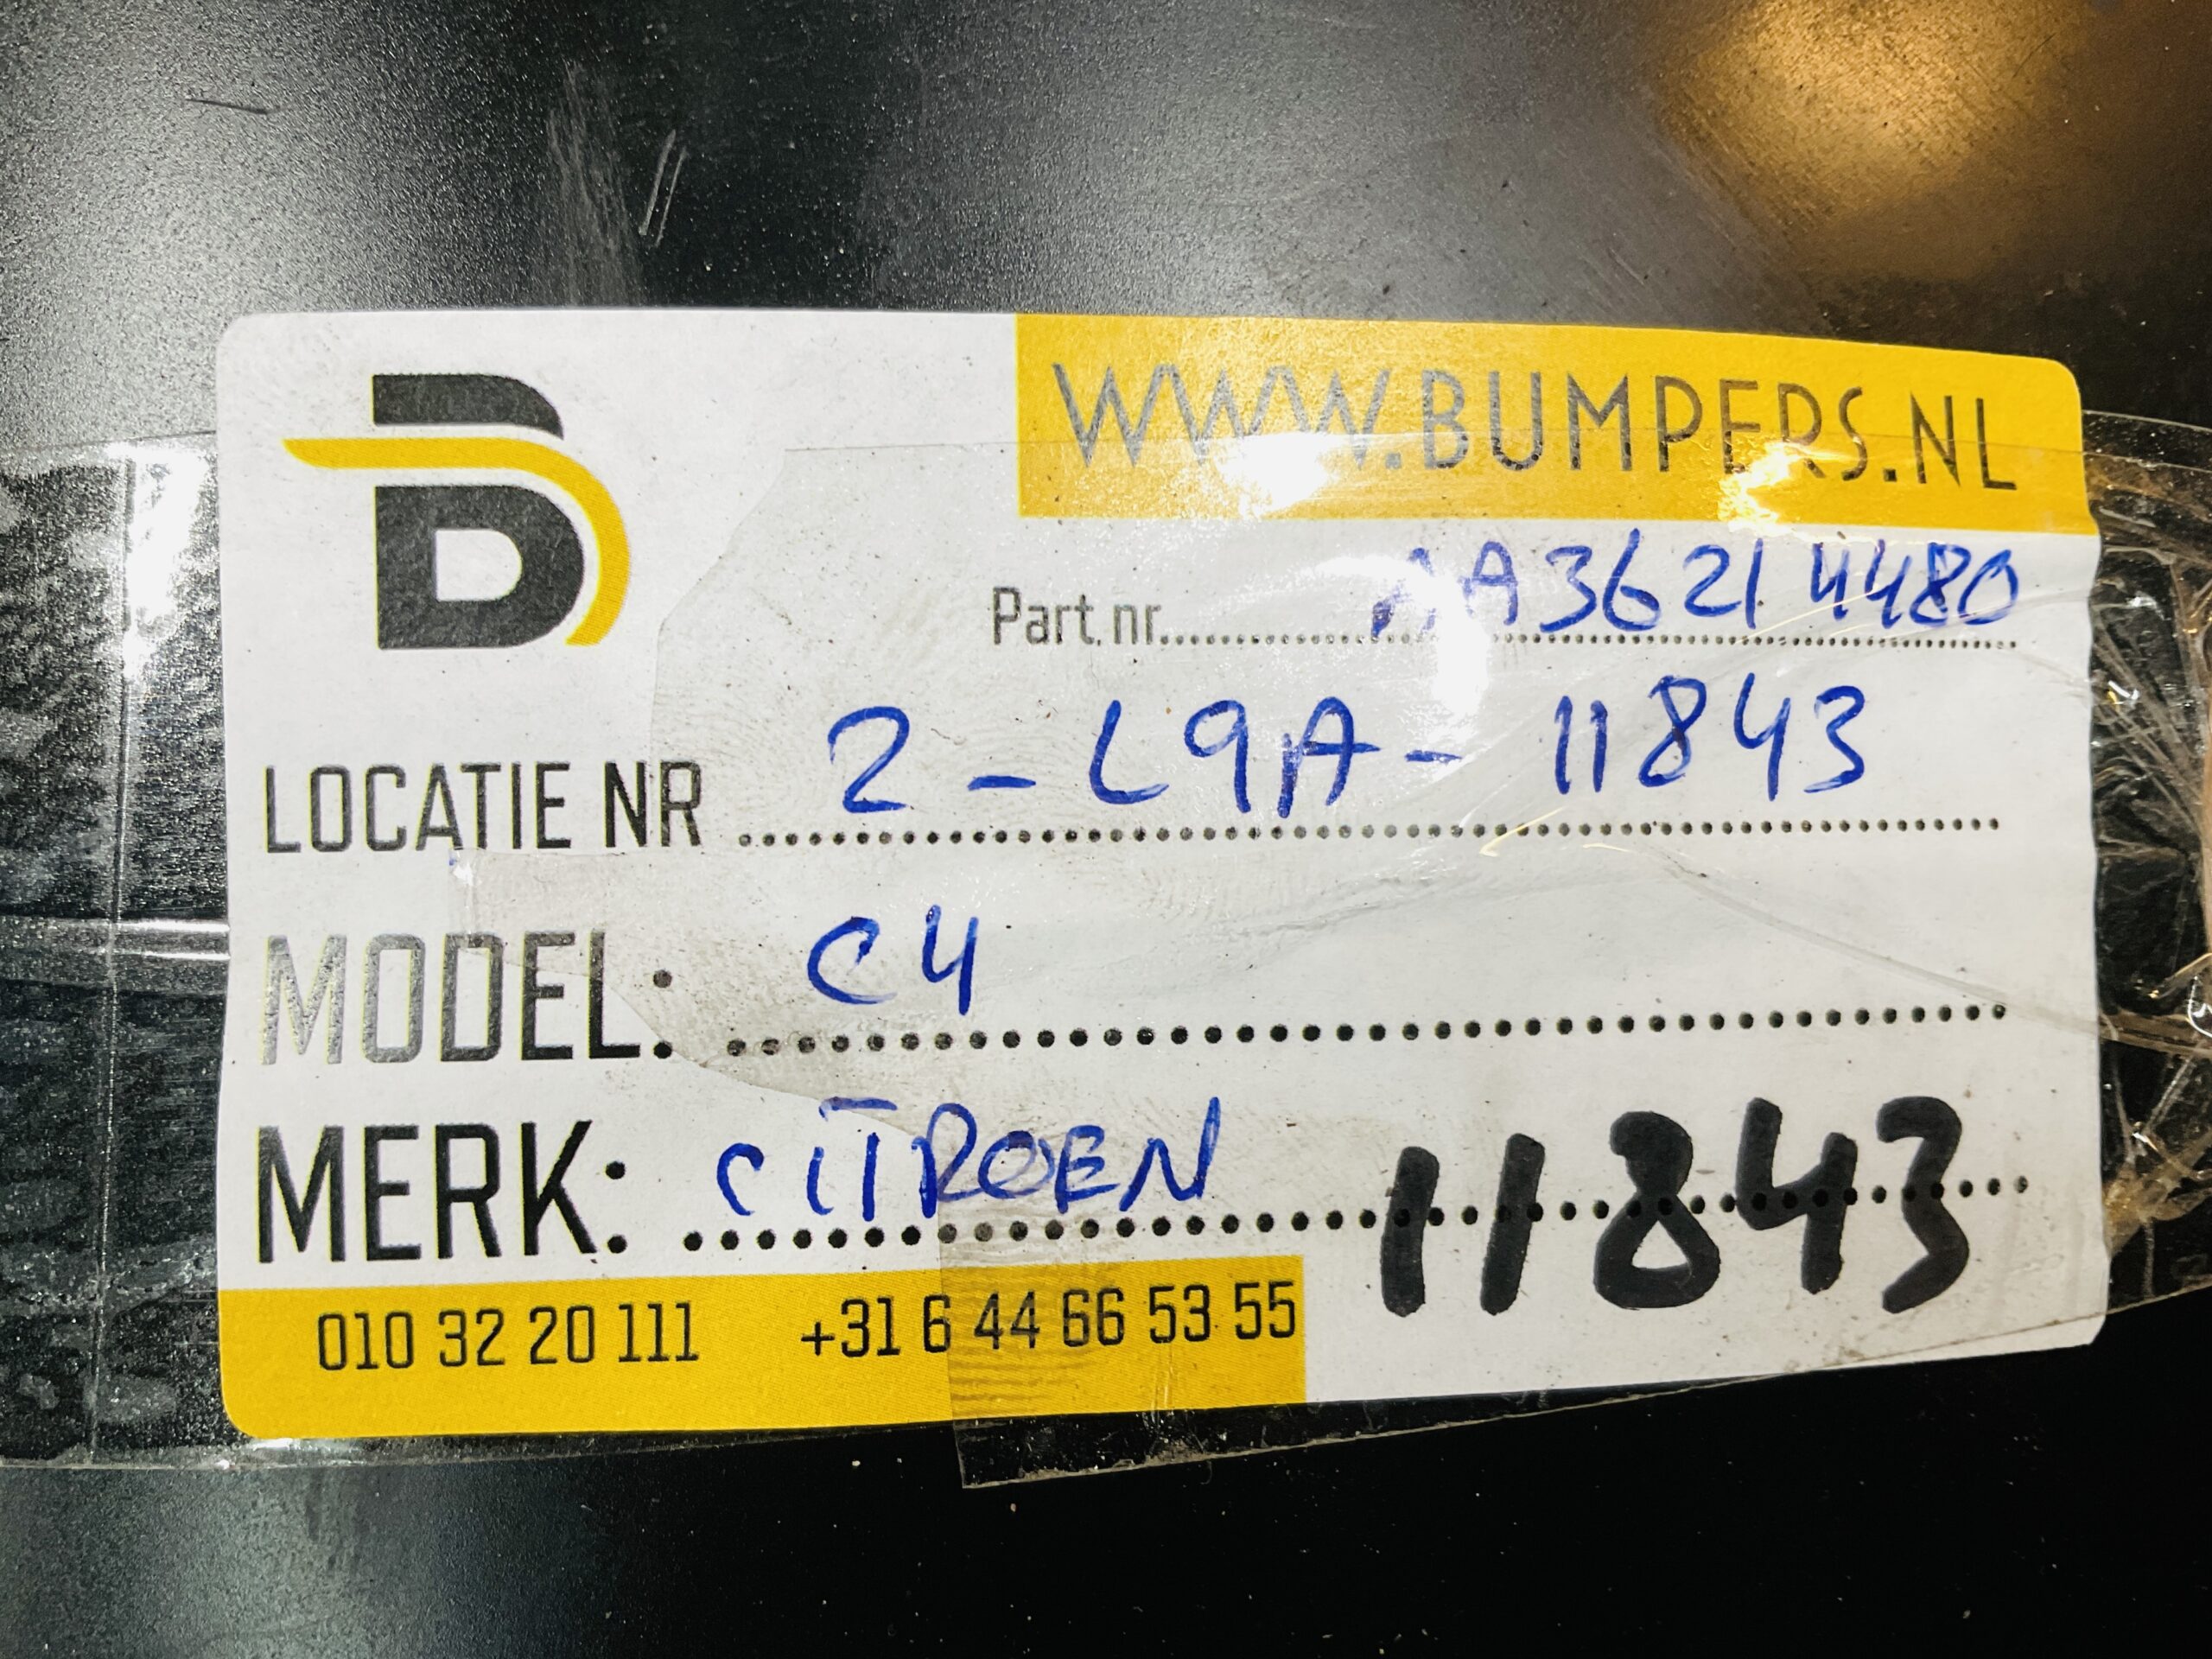 B
WWW.BUMPERS.NL
Part. nr. AA36214480
LOCATIE NR 2-L9A-11843
MODEL: C4
MERK: CITROEN 11843
010 32 20 111 +31 6 44 66 53 55